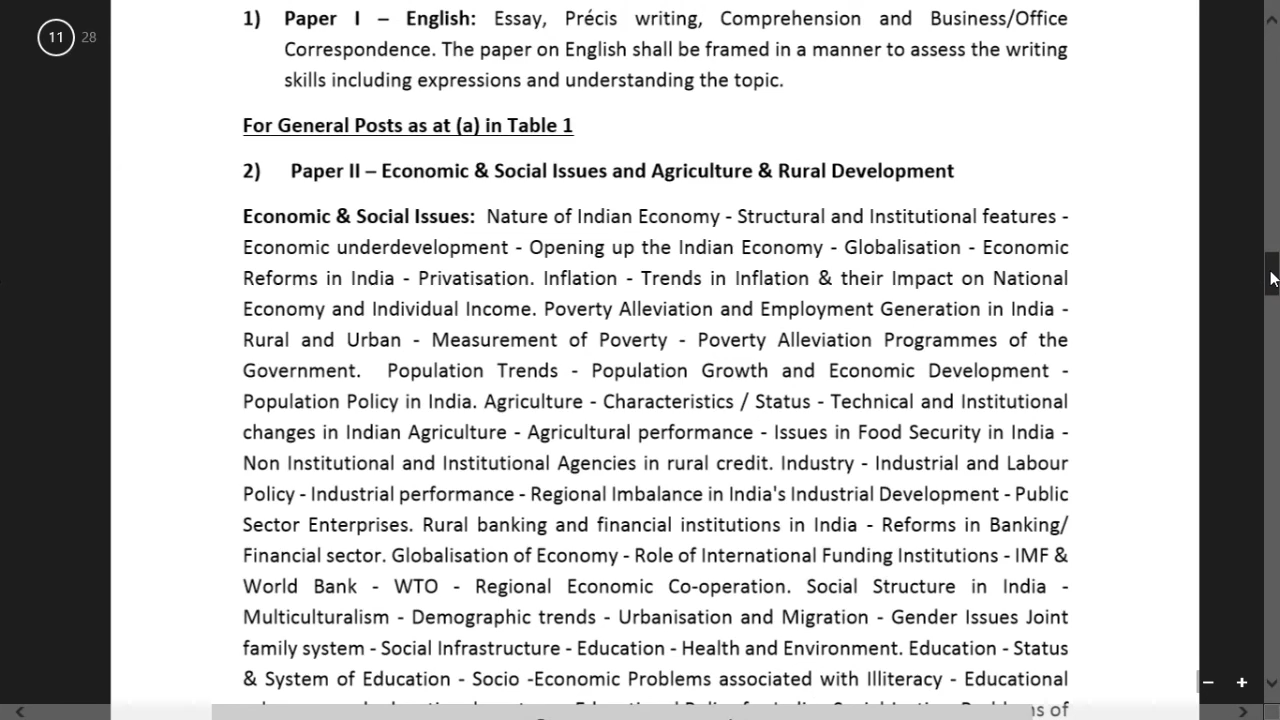 11 28
1) Paper I – English: Essay, Précis writing, Comprehension and Business/Office
Correspondence. The paper on English shall be framed in a manner to assess the writing
skills including expressions and understanding the topic.
For General Posts as at (a) in Table 1
2) Paper II – Economic & Social Issues and Agriculture & Rural Development
Economic & Social Issues: Nature of Indian Economy - Structural and Institutional features -
Economic underdevelopment - Opening up the Indian Economy - Globalisation - Economic
Reforms in India - Privatisation. Inflation - Trends in Inflation & their Impact on National
Economy and Individual Income. Poverty Alleviation and Employment Generation in India -
Rural and Urban - Measurement of Poverty - Poverty Alleviation Programmes of the
Government. Population Trends - Population Growth and Economic Development -
Population Policy in India. Agriculture - Characteristics / Status - Technical and Institutional
changes in Indian Agriculture - Agricultural performance - Issues in Food Security in India -
Non Institutional and Institutional Agencies in rural credit. Industry - Industrial and Labour
Policy - Industrial performance - Regional Imbalance in India's Industrial Development - Public
Sector Enterprises. Rural banking and financial institutions in India - Reforms in Banking/
Financial sector. Globalisation of Economy - Role of International Funding Institutions - IMF &
World Bank - WTO - Regional Economic Co-operation. Social Structure in India -
Multiculturalism - Demographic trends - Urbanisation and Migration - Gender Issues Joint
family system - Social Infrastructure - Education - Health and Environment. Education - Status
& System of Education - Socio -Economic Problems associated with Illiteracy - Educational
of